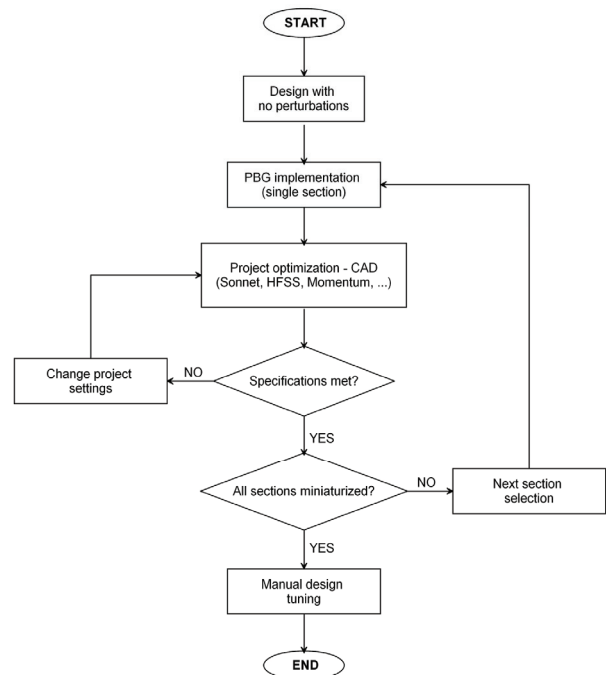 START
Design with
no perturbations
PBG implementation
(single section)
Project optimization - CAD
(Sonnet, HFSS, Momentum, ...)
Change project
settings
NO
Specifications met?
YES
All sections miniaturized?
NO
Next section
selection
YES
Manual design
tuning
END